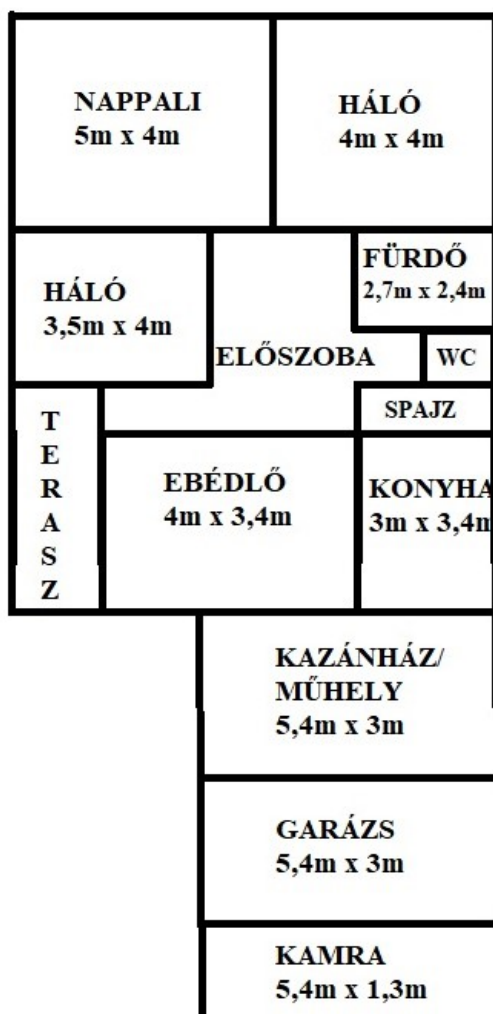 NAPPALI
5m x 4m
HÁLÓ
4m x 4m
HÁLÓ
3,5m x 4m
ELŐSZOBA
FÜRDŐ
2,7m x 2,4m
WC
SPAJZ
TERASZ
EBÉDLŐ
4m x 3,4m
KONYHA
3m x 3,4m
KAZÁNHÁZ/
MŰHELY
5,4m x 3m
GARÁZS
5,4m x 3m
KAMRA
5,4m x 1,3m